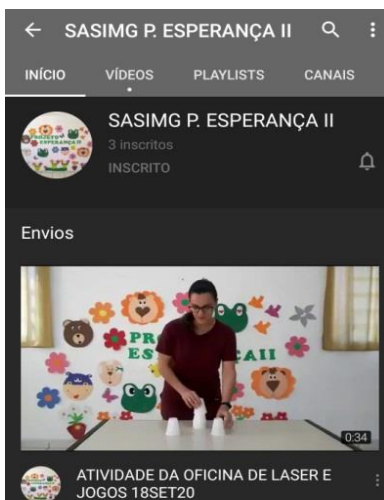 SASIMG P. ESPERANÇA II
INÍCIO VÍDEOS PLAYLISTS CANAIS
SASIMG P. ESPERANÇA II
3 inscritos
INSCRITO
Envios
0:34
ATIVIDADE DA OFICINA DE LASER E
JOGOS 18SET20